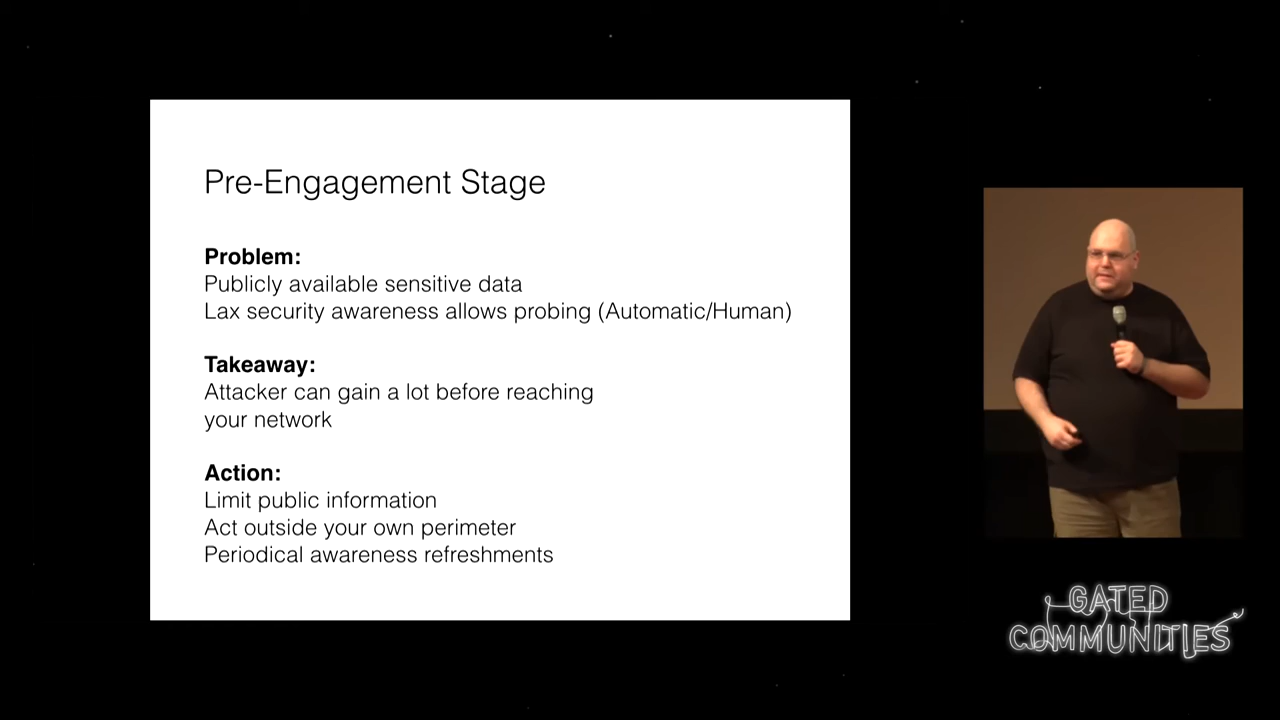 Pre-Engagement Stage
Problem:
Publicly available sensitive data
Lax security awareness allows probing (Automatic/Human)
Takeaway:
Attacker can gain a lot before reaching
your network
Action:
Limit public information
Act outside your own perimeter
Periodical awareness refreshments
GATED
COMMUNITIES